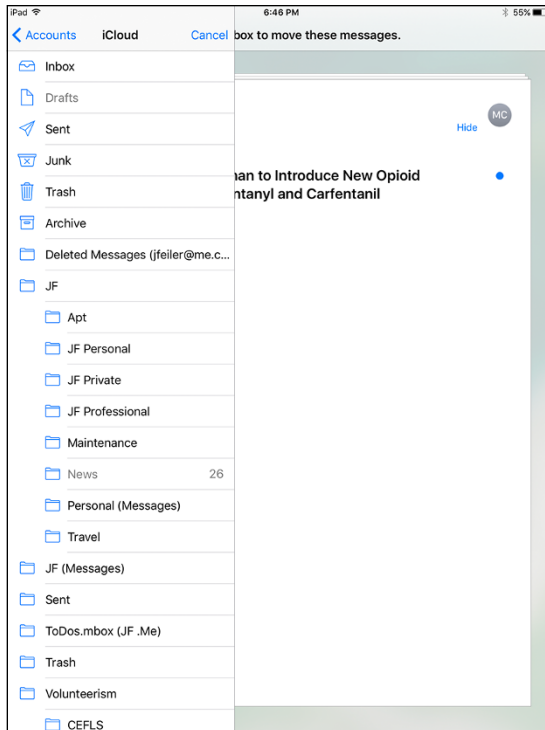 iPad 6:46 PM 55%
Accounts iCloud Cancel box to move these messages.
Inbox
Drafts
MC
Sent
Hide
Junk
nan to Introduce New Opioid
Trash
ntanyl and Carfentanil
Archive
Deleted Messages (jfeiler@me.c...
JF
Apt
JF Personal
JF Private
JF Professional
Maintenance
News 26
Personal (Messages)
Travel
JF (Messages)
Sent
ToDos.mbox (JF .Me)
Trash
Volunteerism
CEFLS